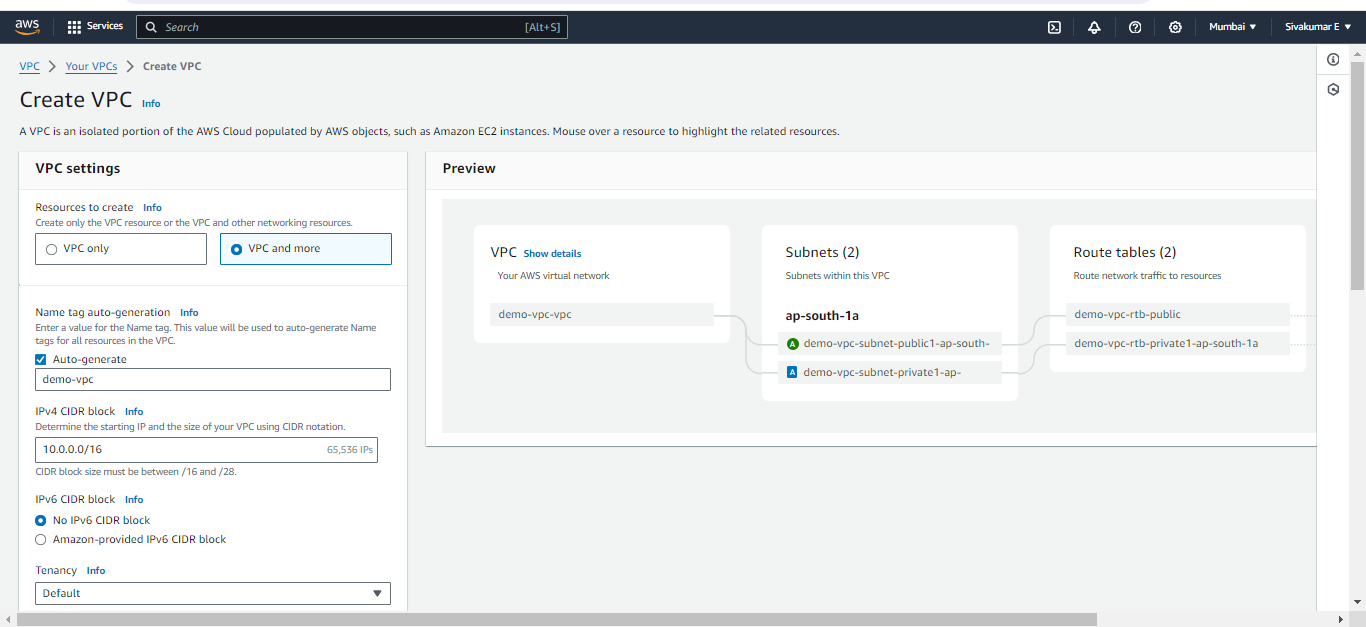 aws Services Search [Alt+S] Mumbai Sivakumar E
VPC Your VPCs Create VPC
Create VPC Info
A VPC is an isolated portion of the AWS Cloud populated by AWS objects, such as Amazon EC2 instances. Mouse over a resource to highlight the related resources.
VPC settings
Resources to create Info
Create only the VPC resource or the VPC and other networking resources.
VPC only VPC and more
Name tag auto-generation Info
Enter a value for the Name tag. This value will be used to auto-generate Name
tags for all resources in the VPC.
Auto-generate
demo-vpc
IPv4 CIDR block Info
Determine the starting IP and the size of your VPC using CIDR notation.
10.0.0.0/16 65,536 IPs
CIDR block size must be between /16 and /28.
IPv6 CIDR block Info
No IPv6 CIDR block
Amazon-provided IPv6 CIDR block
Tenancy Info
Default
Preview
VPC Show details
Your AWS virtual network
demo-vpc-vpc
Subnets (2)
Subnets within this VPC
ap-south-1a
A demo-vpc-subnet-public1-ap-south-
A demo-vpc-subnet-private1-ap-
Route tables (2)
Route network traffic to resources
demo-vpc-rtb-public
demo-vpc-rtb-private1-ap-south-1a